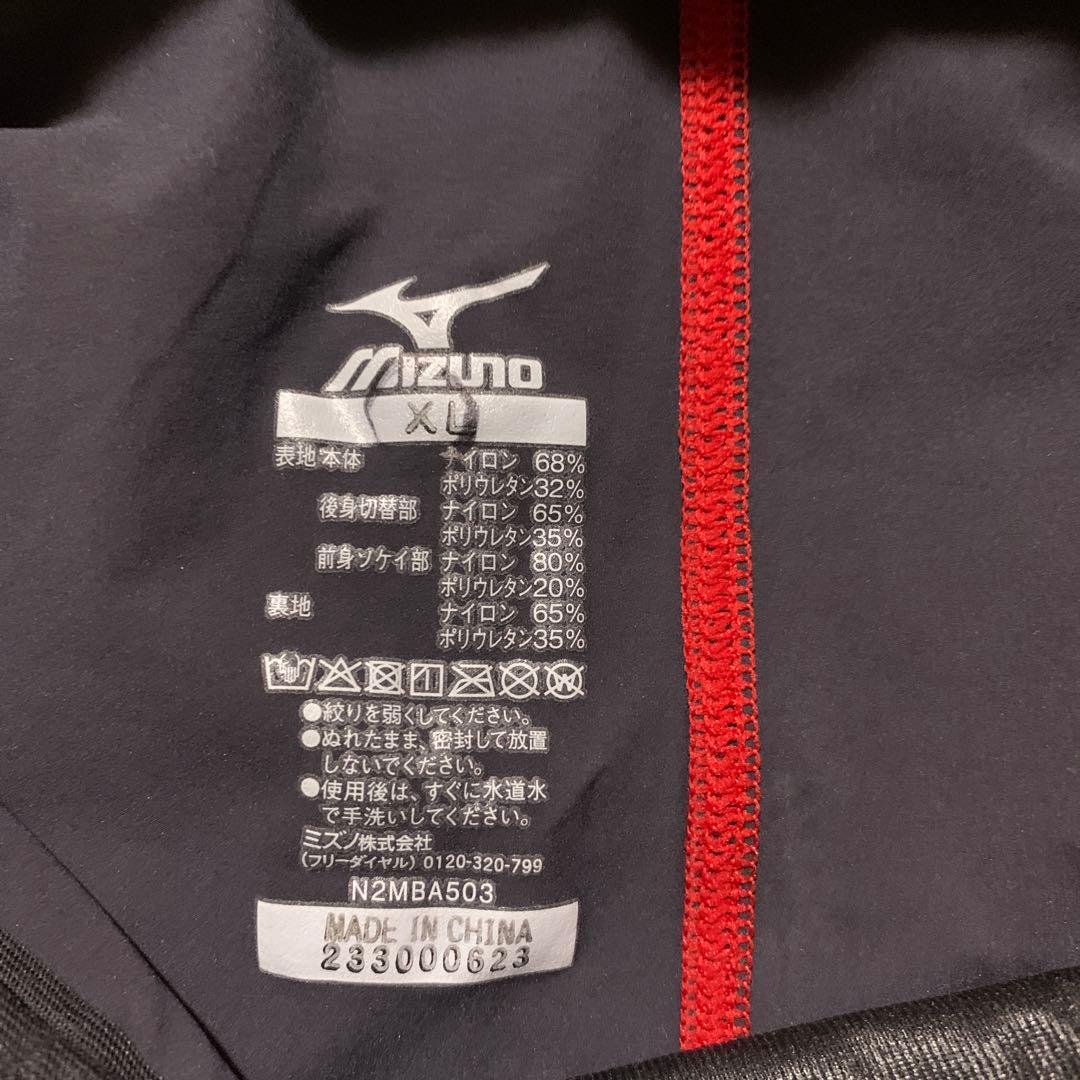 MIZUNO
XL
表地 本体 ナイロン 68%
ポリウレタン32%
後身切替部 ナイロン 65%
ポリウレタン35%
前身ソケイ部 ナイロン 80%
ポリウレタン20%
裏地 ナイロン 65%
ポリウレタン35%
●絞りを弱くしてください。
●ぬれたまま、密封して放置
しないでください。
●使用後は、すぐに水道水
で手洗いしてください。
ミズノ株式会社
(フリーダイヤル) 0120-320-799
N2MBA503
MADE IN CHINA
233000623